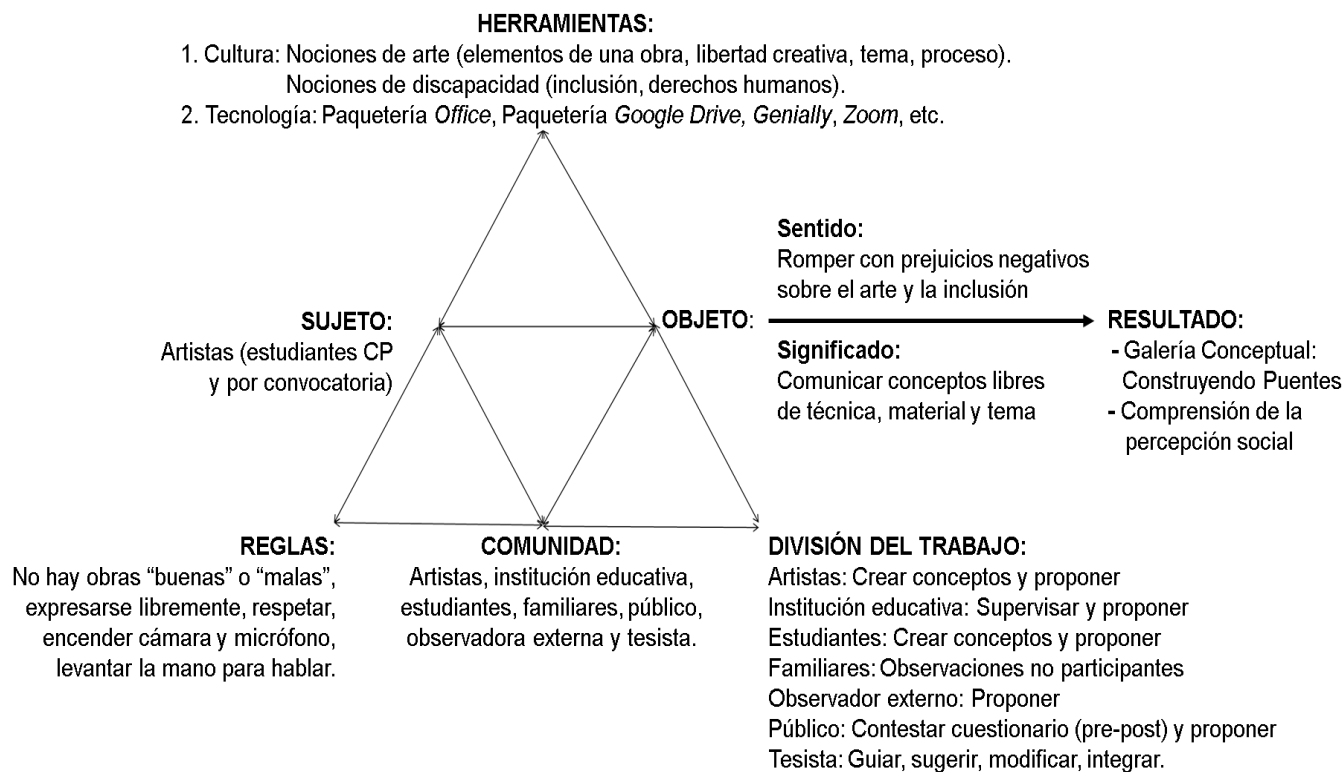 HERRAMIENTAS:
1. Cultura: Nociones de arte (elementos de una obra, libertad creativa, tema, proceso).
Nociones de discapacidad (inclusión, derechos humanos).
2. Tecnología: Paquetería Office, Paquetería Google Drive, Genially, Zoom, etc.
SUJETO:
Artistas (estudiantes CP
y por convocatoria)
OBJETO:
Sentido:
Romper con prejuicios negativos
sobre el arte y la inclusión
Significado:
Comunicar conceptos libres
de técnica, material y tema
RESULTADO:
- Galería Conceptual:
Construyendo Puentes
- Comprensión de la
percepción social
REGLAS:
No hay obras “buenas” o “malas”,
expresarse libremente, respetar,
encender cámara y micrófono,
levantar la mano para hablar.
COMUNIDAD:
Artistas, institución educativa,
estudiantes, familiares, público,
observadora externa y tesista.
DIVISIÓN DEL TRABAJO:
Artistas: Crear conceptos y proponer
Institución educativa: Supervisar y proponer
Estudiantes: Crear conceptos y proponer
Familiares: Observaciones no participantes
Observador externo: Proponer
Público: Contestar cuestionario (pre-post) y proponer
Tesista: Guiar, sugerir, modificar, integrar.